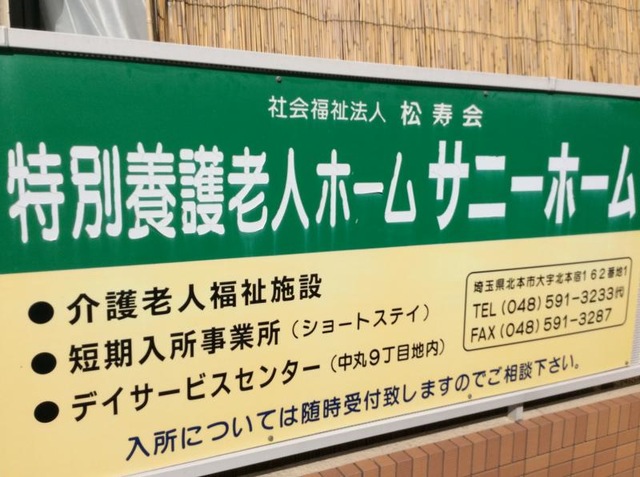 社会福祉法人 松寿会
特別養護老人ホーム サニーホーム
● 介護老人福祉施設
● 短期入所事業所（ショートステイ）
● デイサービスセンター（中丸9丁目地内）
埼玉県北本市大字北本宿162番地1
TEL (048) 591-3233㈹
FAX (048) 591-3287
入所については随時受付致しますのでご相談下さい。